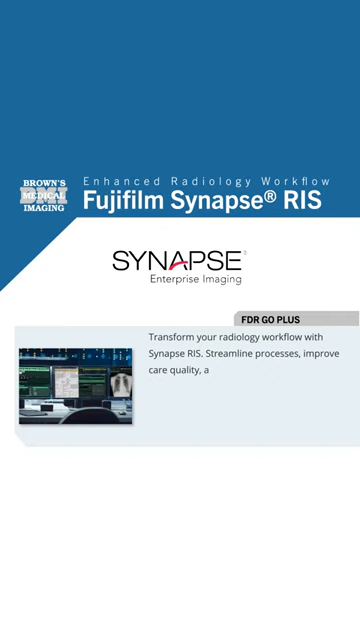 BROWN'S
BMI
MEDICAL
IMAGING
Enhanced Radiology Workflow
Fujifilm Synapse® RIS
SYNAPSE
Enterprise Imaging
FDR GO PLUS
Transform your radiology workflow with
Synapse RIS. Streamline processes, improve
care quality, a